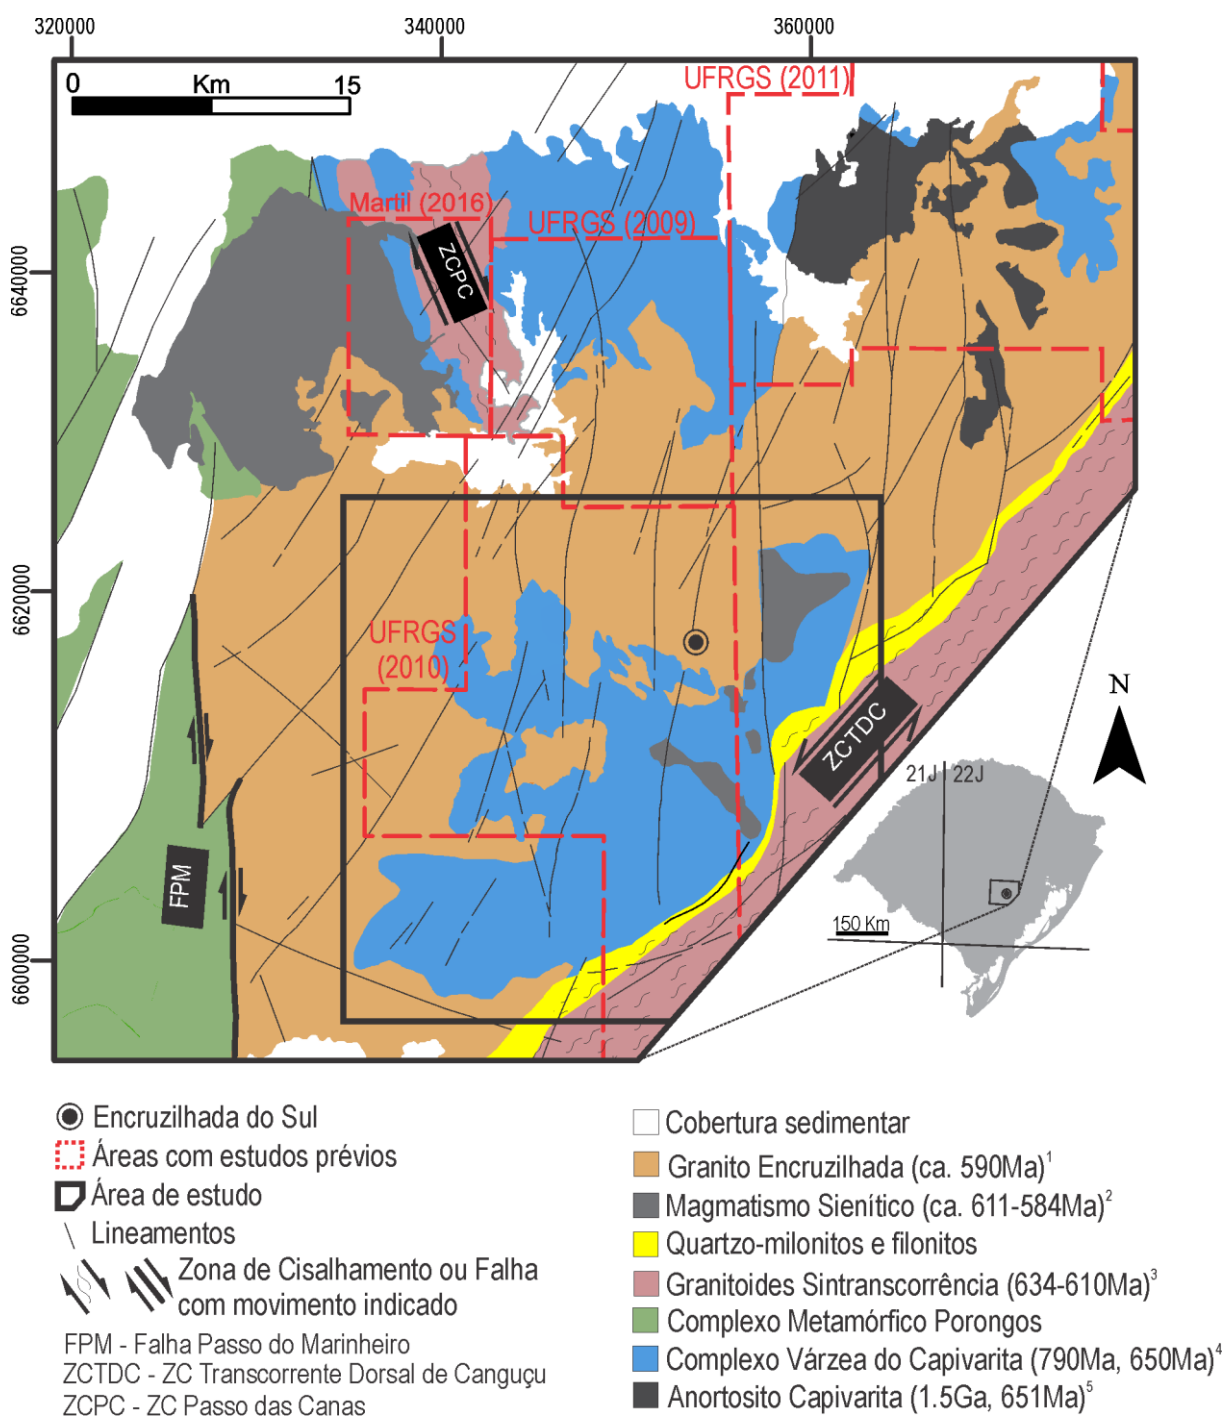 320000
340000
360000
0 Km 15
UFRGS (2011)
Martil (2016)
UFRGS (2009)
ZCPC
6640000
6620000
UFRGS
(2010)
ZCTDC
N
21J 22J
FPM
150 Km
6600000
Encruzilhada do Sul
Áreas com estudos prévios
Área de estudo
Lineamentos
Zona de Cisalhamento ou Falha
com movimento indicado
FPM - Falha Passo do Marinheiro
ZCTDC - ZC Transcorrente Dorsal de Canguçu
ZCPC - ZC Passo das Canas
Cobertura sedimentar
Granito Encruzilhada (ca. 590Ma)¹
Magmatismo Sienítico (ca. 611-584Ma)²
Quartzo-milonitos e filonitos
Granitoides Sintranscorrência (634-610Ma)³
Complexo Metamórfico Porongos
Complexo Várzea do Capivarita (790Ma, 650Ma)⁴
Anortosito Capivarita (1.5Ga, 651Ma)⁵